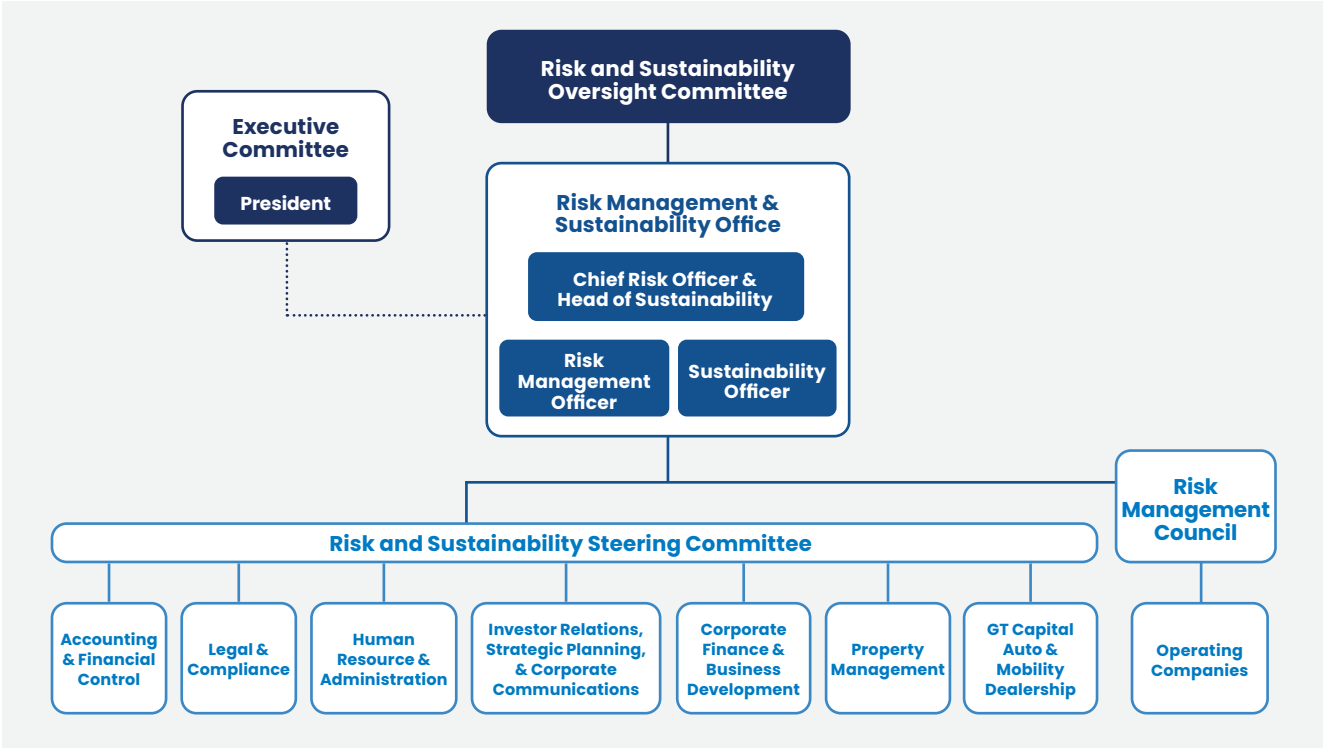 Risk and Sustainability
Oversight Committee
Executive
Committee
President
Risk Management &
Sustainability Office
Chief Risk Officer &
Head of Sustainability
Risk
Management
Officer
Sustainability
Officer
Risk
Management
Council
Risk and Sustainability Steering Committee
Accounting
& Financial
Control
Legal &
Compliance
Human
Resource &
Administration
Investor Relations,
Strategic Planning,
& Corporate
Communications
Corporate
Finance &
Business
Development
Property
Management
GT Capital
Auto &
Mobility
Dealership
Operating
Companies